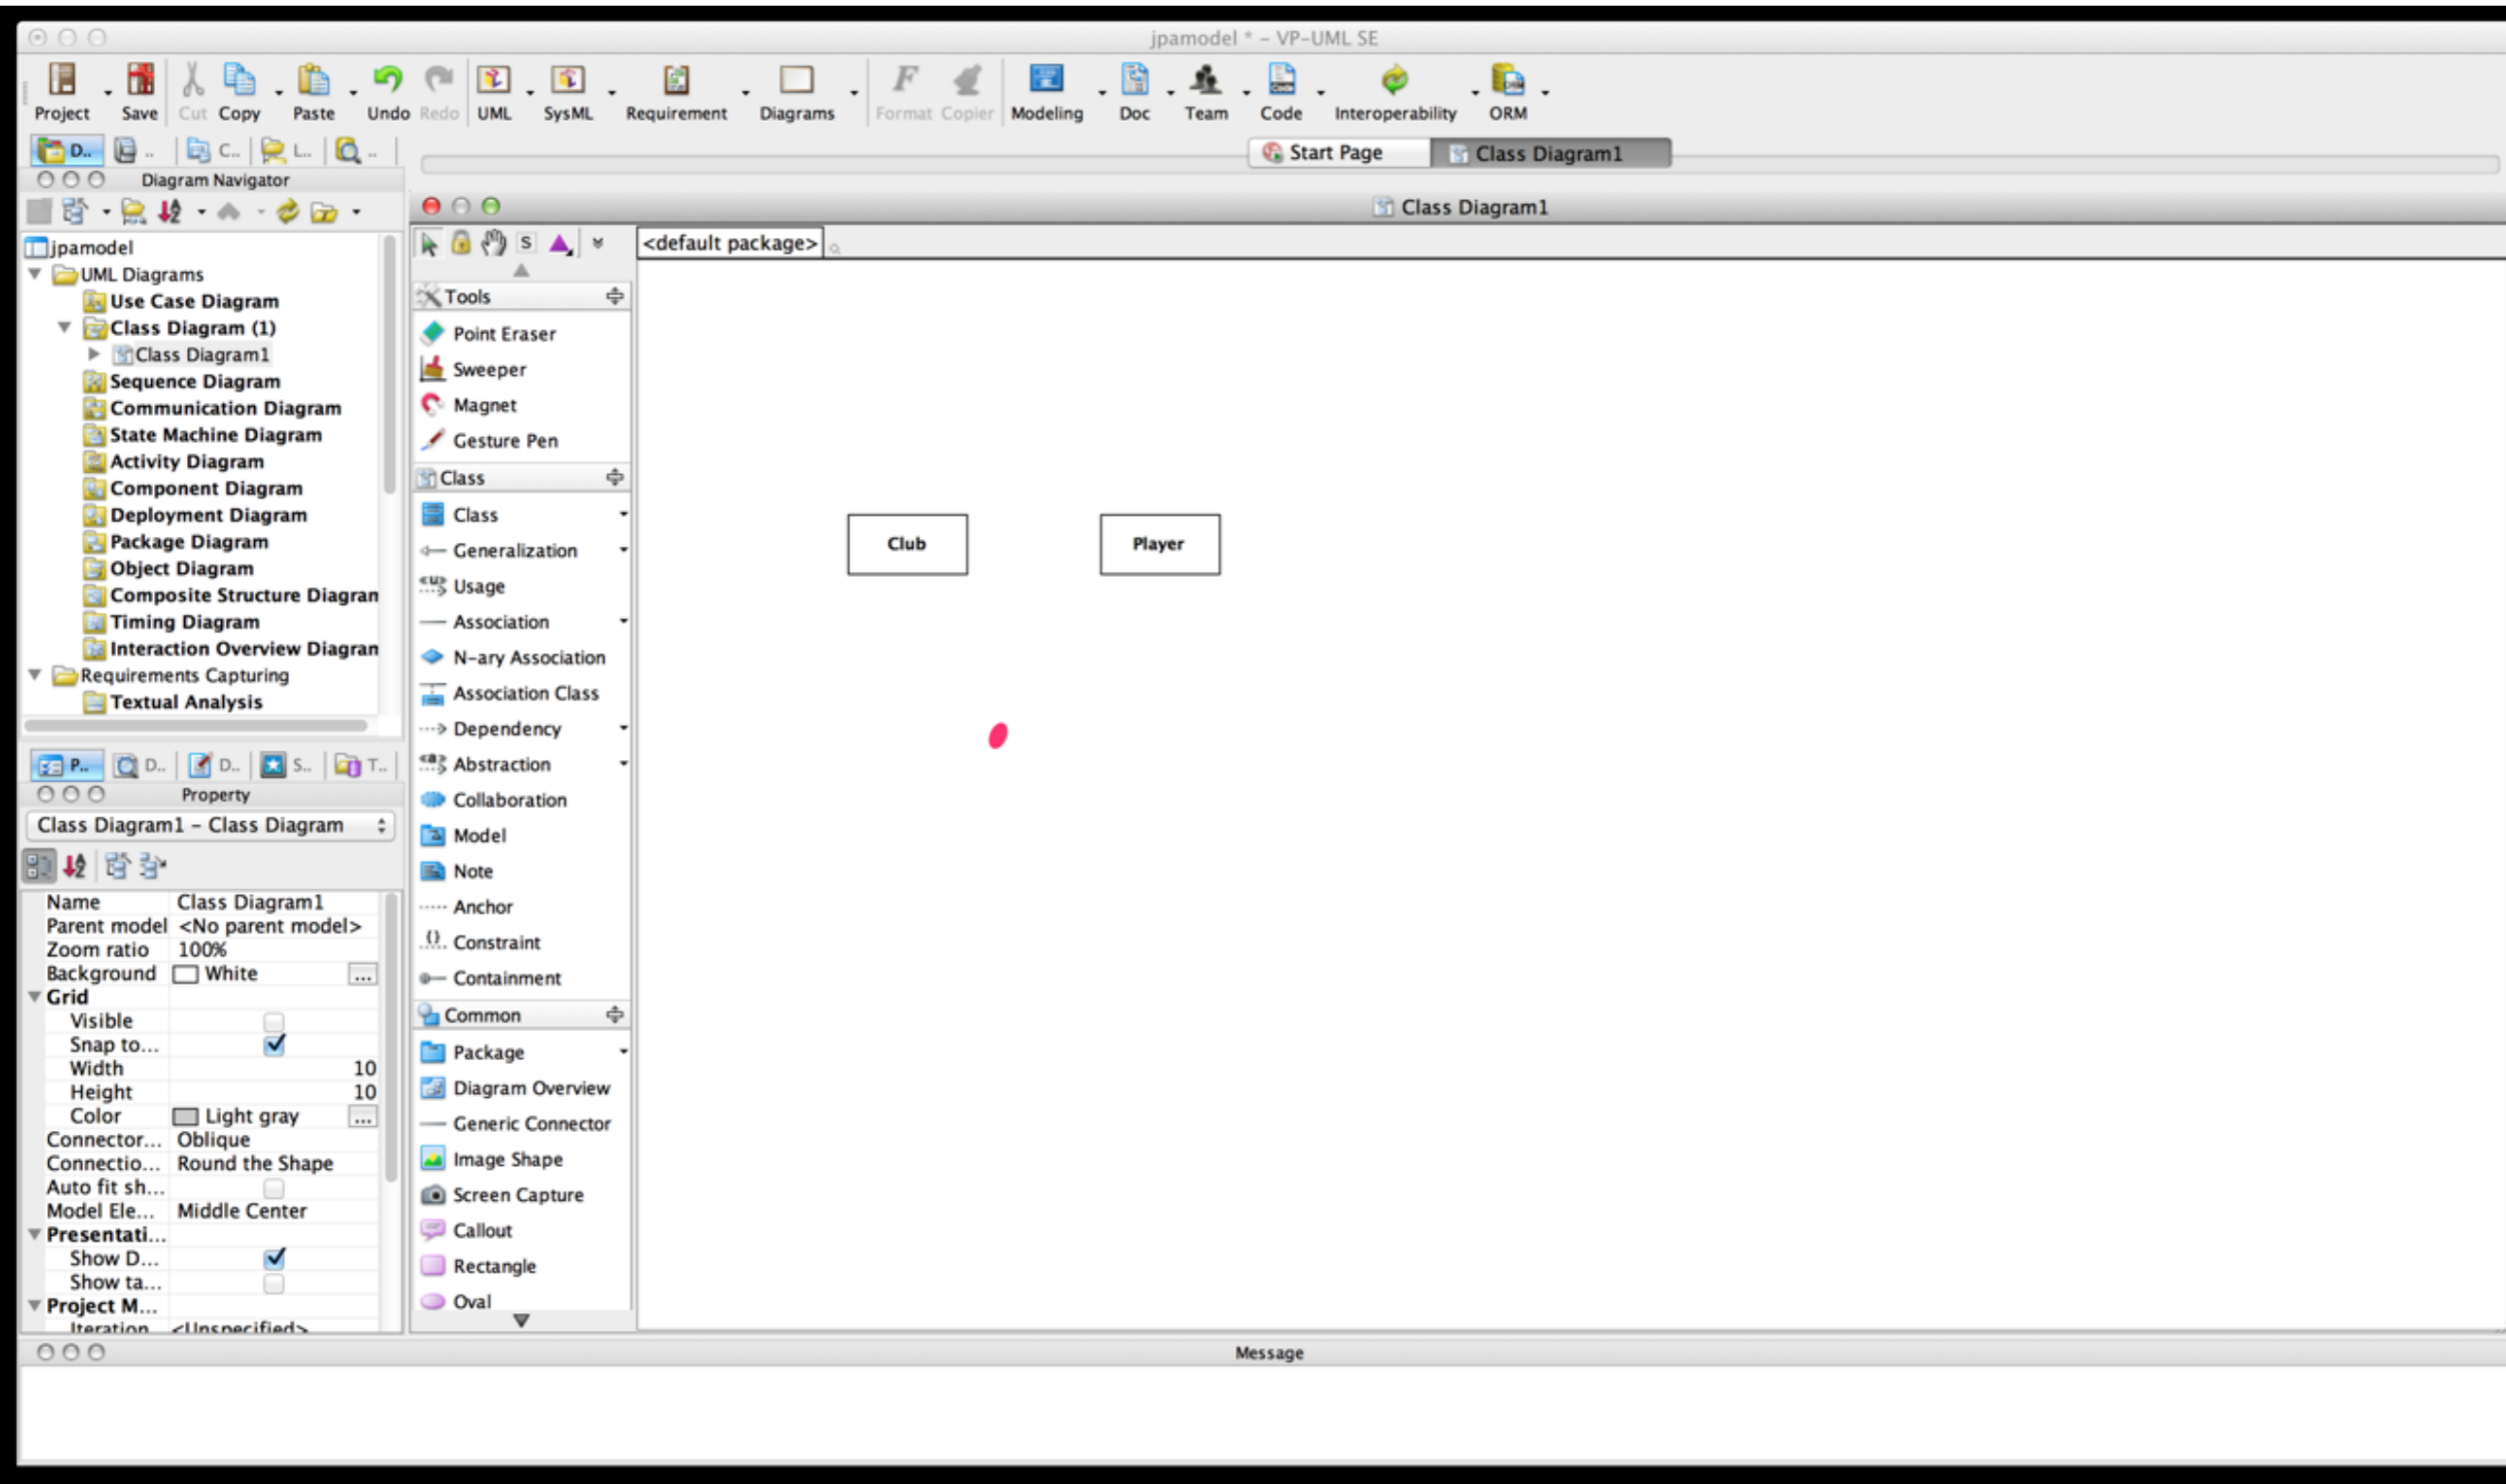 jpamodel * – VP-UML SE
Project Save Cut Copy Paste Undo Redo UML SysML Requirement Diagrams Format Copier Modeling Doc Team Code Interoperability ORM
D.. .. C.. L.. ..
Start Page Class Diagram1
Diagram Navigator
Class Diagram1
<default package>
jpamodel
UML Diagrams
Use Case Diagram
Class Diagram (1)
Class Diagram1
Sequence Diagram
Communication Diagram
State Machine Diagram
Activity Diagram
Component Diagram
Deployment Diagram
Package Diagram
Object Diagram
Composite Structure Diagran
Timing Diagram
Interaction Overview Diagran
Requirements Capturing
Textual Analysis
P.. D.. D.. S.. T..
Property
Class Diagram1 – Class Diagram
Name Class Diagram1
Parent model <No parent model>
Zoom ratio 100%
Background White ...
Grid
Visible
Snap to...
Width 10
Height 10
Color Light gray ...
Connector... Oblique
Connectio... Round the Shape
Auto fit sh...
Model Ele... Middle Center
Presentati...
Show D...
Show ta...
Project M...
Iteration <Unspecified>
S
Tools
Point Eraser
Sweeper
Magnet
Gesture Pen
Class
Class
Generalization
Usage
Association
N-ary Association
Association Class
Dependency
Abstraction
Collaboration
Model
Note
Anchor
Constraint
Containment
Common
Package
Diagram Overview
Generic Connector
Image Shape
Screen Capture
Callout
Rectangle
Oval
Club
Player
Message